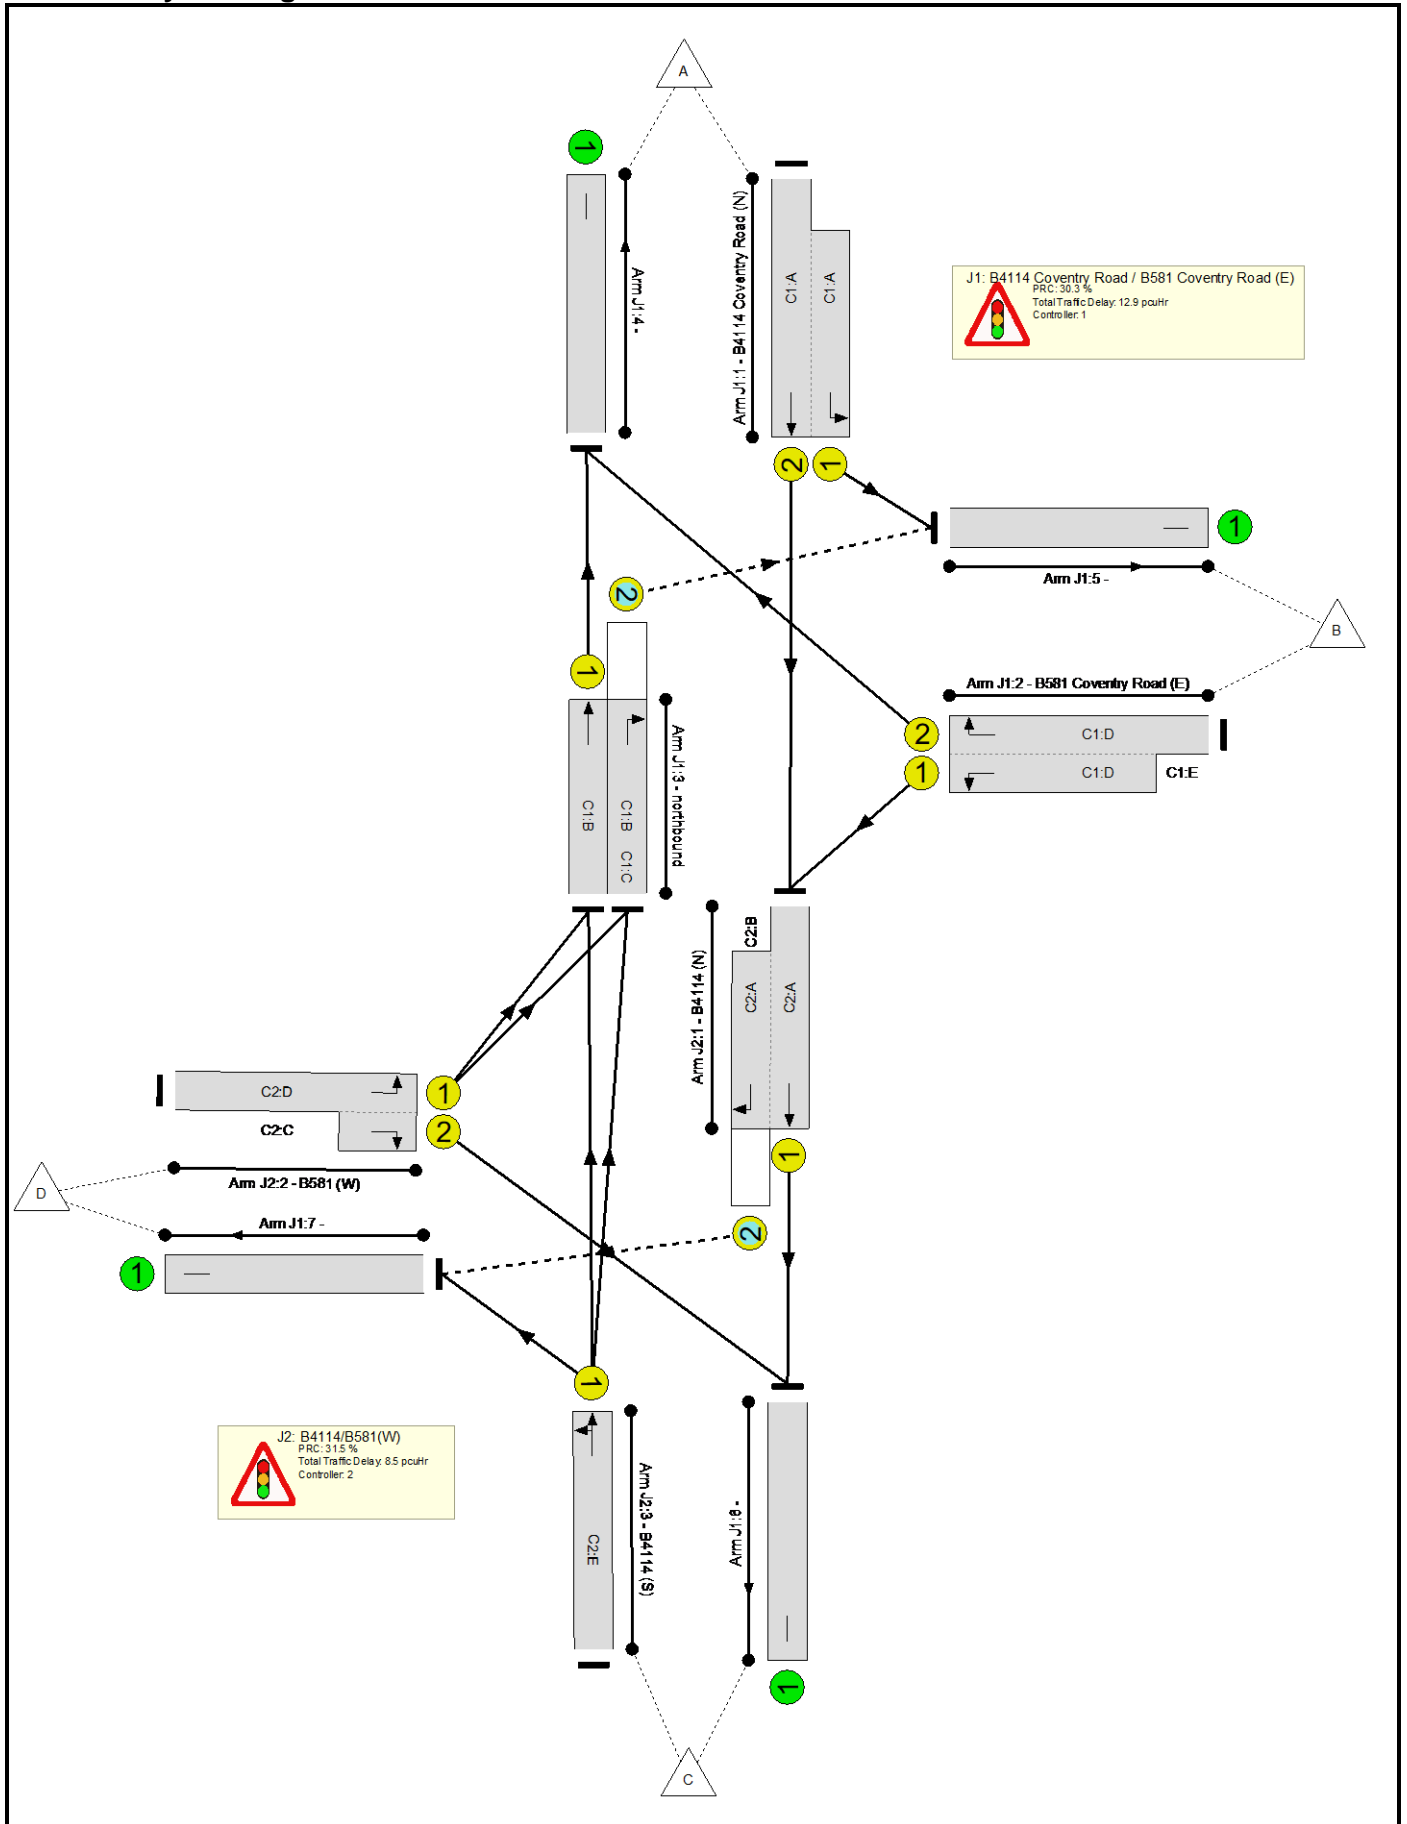 A
1
Arm J1:4 -
Arm J1:1 - B4114 Coventry Road (N)
C1:A
C1:A
J1: B4114 Coventry Road / B581 Coventry Road (E)
PRC: 30.3 %
Total Traffic Delay: 12.9 pcuHr
Controller: 1
2
1
1
Arm J1:5 -
2
B
1
Arm J1:2 - B581 Coventry Road (E)
2
C1:D
1
C1:D
C1:E
Arm J1:3 - northbound
C1:B
C1:B
C1:C
C2:B
Arm J2:1 - B4114 (N)
C2:A
C2:A
C2:D
1
C2:C
2
1
Arm J2:2 - B581 (W)
D
Arm J1:7 -
2
1
1
J2: B4114/B581(W)
PRC: 31.5 %
Total Traffic Delay: 8.5 pcuHr
Controller: 2
Arm J2:3 - B4114 (S)
C2:E
Arm J1:6 -
1
C